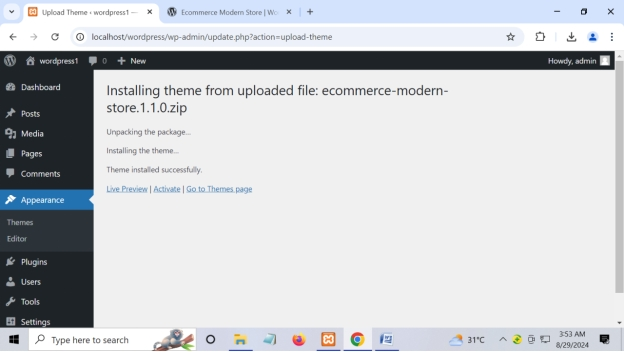 Upload Theme ‹ wordpress1 —
Ecommerce Modern Store | Wo
localhost/wordpress/wp-admin/update.php?action=upload-theme
wordpress1
0
New
Howdy, admin
Dashboard
Posts
Media
Pages
Comments
Appearance
Themes
Editor
Plugins
Users
Tools
Settings
Installing theme from uploaded file: ecommerce-modern-
store.1.1.0.zip
Unpacking the package…
Installing the theme…
Theme installed successfully.
Live Preview | Activate | Go to Themes page
Type here to search
31°C
3:53 AM
8/29/2024